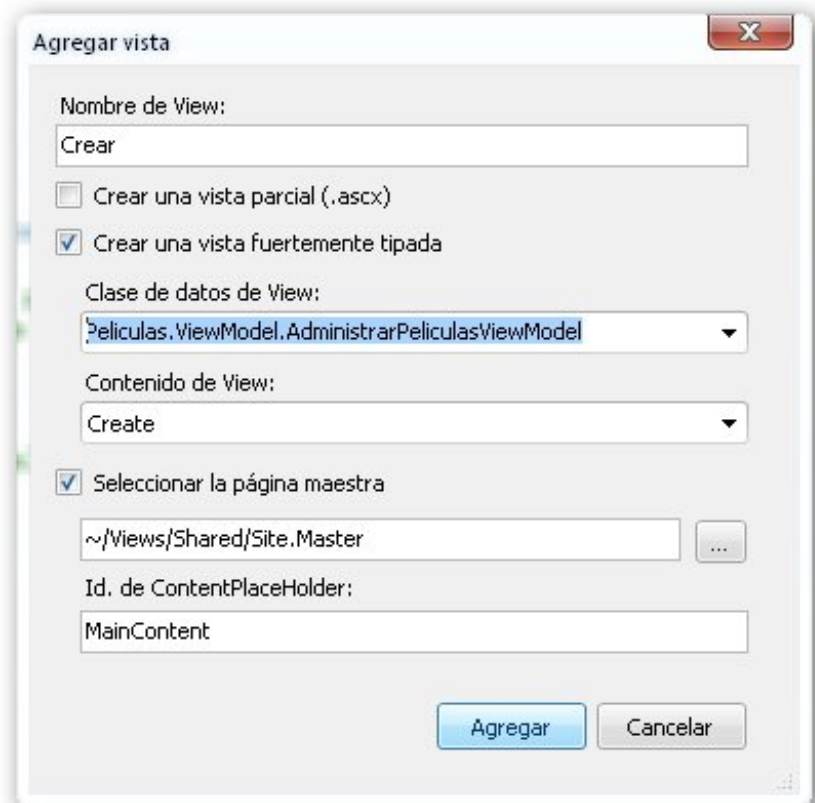 Agregar vista
Nombre de View:
Crear
Crear una vista parcial (.ascx)
Crear una vista fuertemente tipada
Clase de datos de View:
Peliculas.ViewModel.AdministrarPeliculasViewModel
Contenido de View:
Create
Seleccionar la página maestra
~/Views/Shared/Site.Master
...
Id. de ContentPlaceHolder:
MainContent
Agregar Cancelar